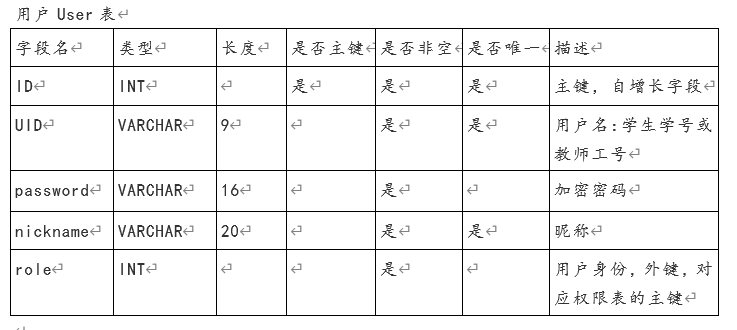 用户 User 表
字段名 类型 长度 是否主键 是否非空 是否唯一 描述
ID INT 是 是 是 主键，自增长字段
UID VARCHAR 9 是 是 用户名:学生学号或
教师工号
password VARCHAR 16 是 加密密码
nickname VARCHAR 20 是 是 昵称
role INT 是 用户身份,外键,对
应权限表的主键